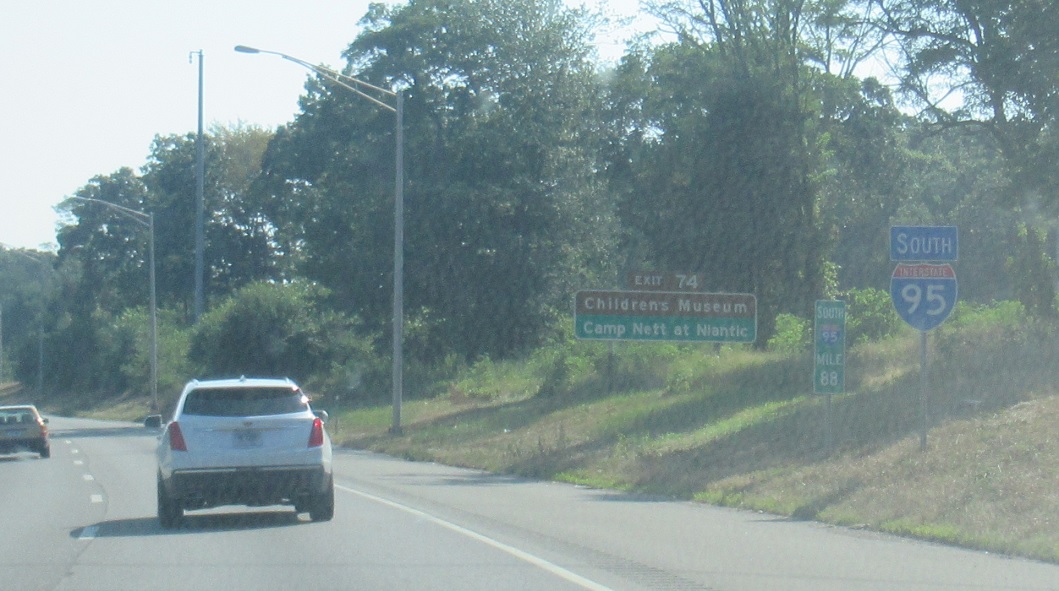 EXIT 74
Children's Museum
Camp Nett at Niantic
SOUTH
95
MILE
88
SOUTH
INTERSTATE
95